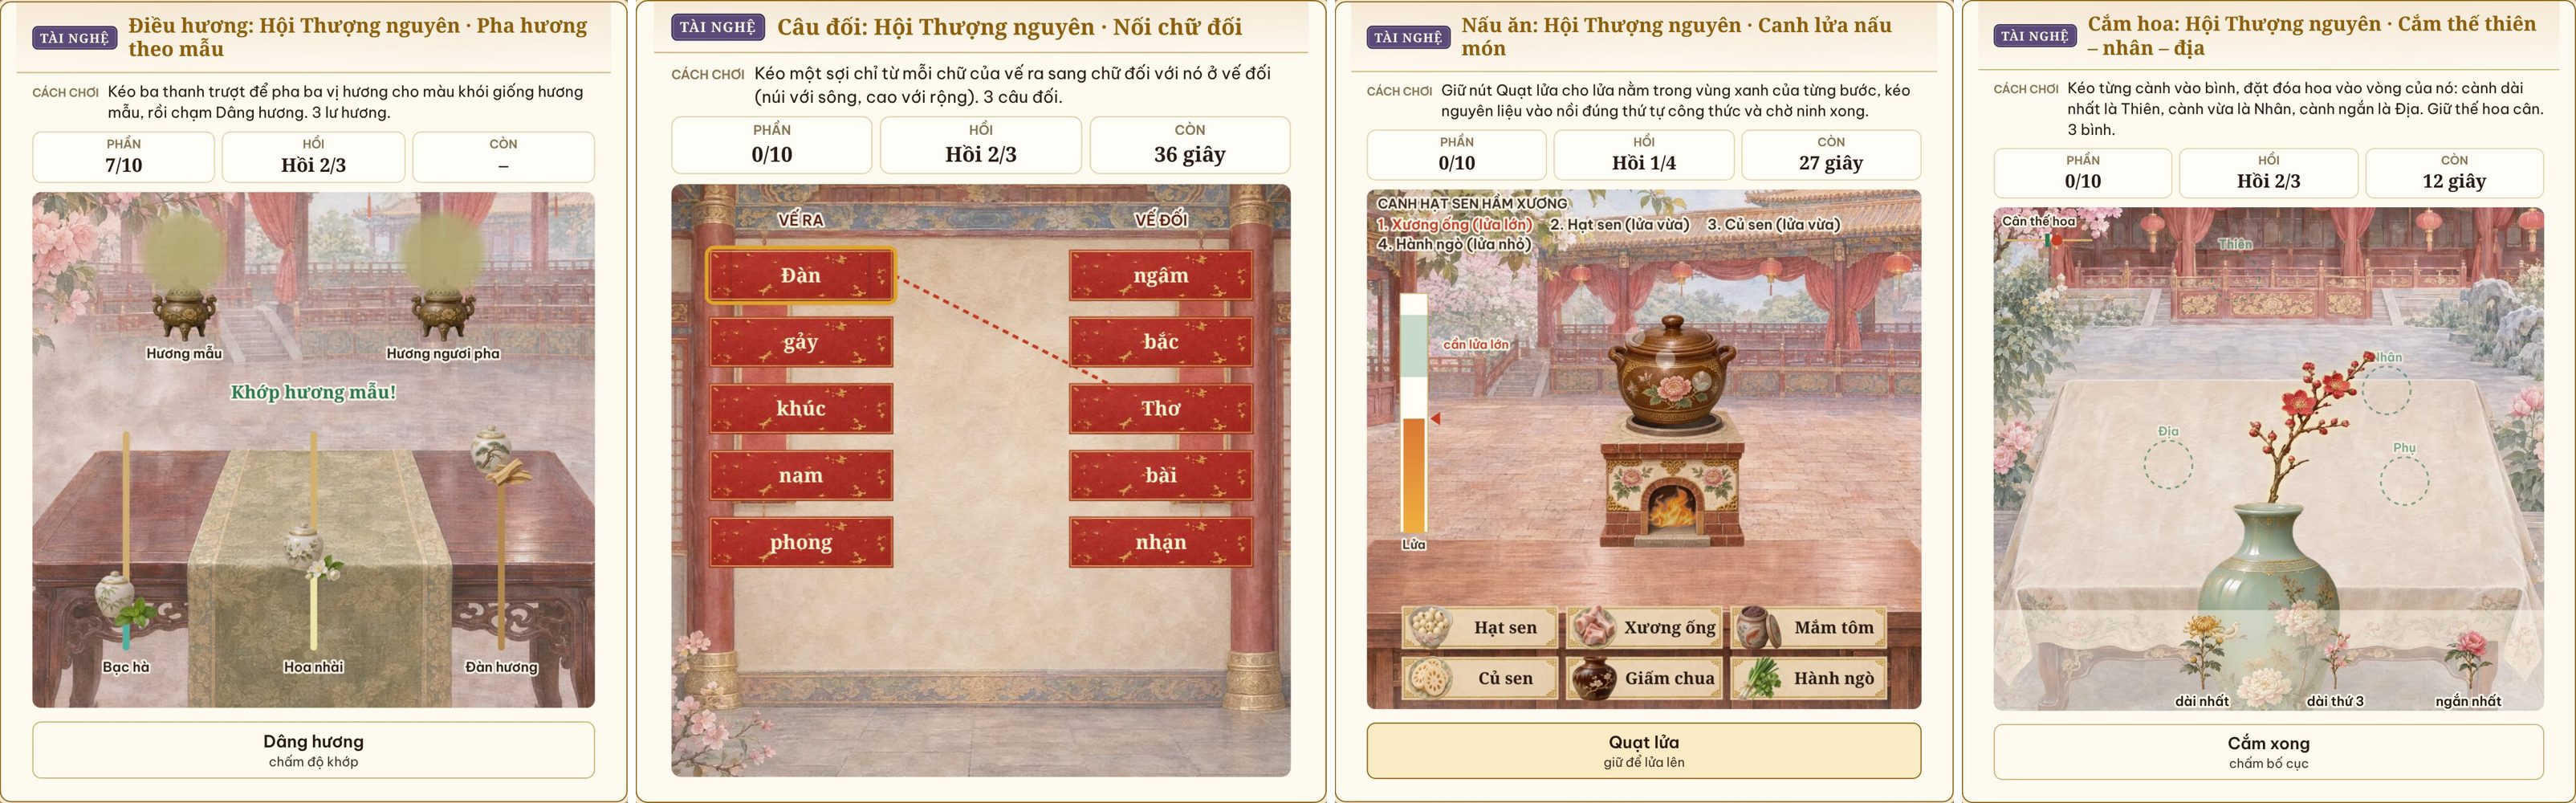 TÀI NGHỆ
Điều hương: Hội Thượng nguyên · Pha hương
theo mẫu
CÁCH CHƠI
Kéo ba thanh trượt để pha ba vị hương cho màu khói giống hương
mẫu, rồi chạm Dâng hương. 3 lư hương.
PHẦN
7/10
HỒI
Hồi 2/3
CÒN
–
Hương mẫu
Hương ngươi pha
Khớp hương mẫu!
Bạc hà
Hoa nhài
Đàn hương
Dâng hương
chấm độ khớp
TÀI NGHỆ
Câu đối: Hội Thượng nguyên · Nối chữ đối
CÁCH CHƠI
Kéo một sợi chỉ từ mỗi chữ của vế ra sang chữ đối với nó ở vế đối
(núi với sông, cao với rộng). 3 câu đối.
PHẦN
0/10
HỒI
Hồi 2/3
CÒN
36 giây
VẾ RA
VẾ ĐỐI
Đàn
ngâm
gảy
bắc
khúc
Thơ
nam
bài
phong
nhạn
TÀI NGHỆ
Nấu ăn: Hội Thượng nguyên · Canh lửa nấu
món
CÁCH CHƠI
Giữ nút Quạt lửa cho lửa nằm trong vùng xanh của từng bước, kéo
nguyên liệu vào nồi đúng thứ tự công thức và chờ ninh xong.
PHẦN
0/10
HỒI
Hồi 1/4
CÒN
27 giây
CANH HẠT SEN HẦM XƯƠNG
1. Xương ống (lửa lớn) 2. Hạt sen (lửa vừa) 3. Củ sen (lửa vừa)
4. Hành ngò (lửa nhỏ)
cần lửa lớn
Lửa
Hạt sen
Xương ống
Mắm tôm
Củ sen
Giấm chua
Hành ngò
Quạt lửa
giữ để lửa lên
TÀI NGHỆ
Cắm hoa: Hội Thượng nguyên · Cắm thế thiên
– nhân – địa
CÁCH CHƠI
Kéo từng cành vào bình, đặt đóa hoa vào vòng của nó: cành dài
nhất là Thiên, cành vừa là Nhân, cành ngắn là Địa. Giữ thế hoa cân.
3 bình.
PHẦN
0/10
HỒI
Hồi 2/3
CÒN
12 giây
Cân thế hoa
Thiên
Nhân
Địa
Phụ
dài nhất
dài thứ 3
ngắn nhất
Cắm xong
chấm bố cục